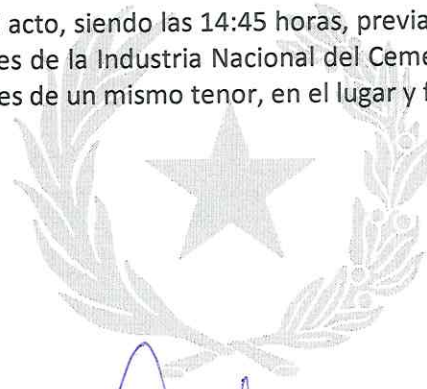 acto, siendo las 14:45 horas, previa
es de la Industria Nacional del Ceme
es de un mismo tenor, en el lugar y f